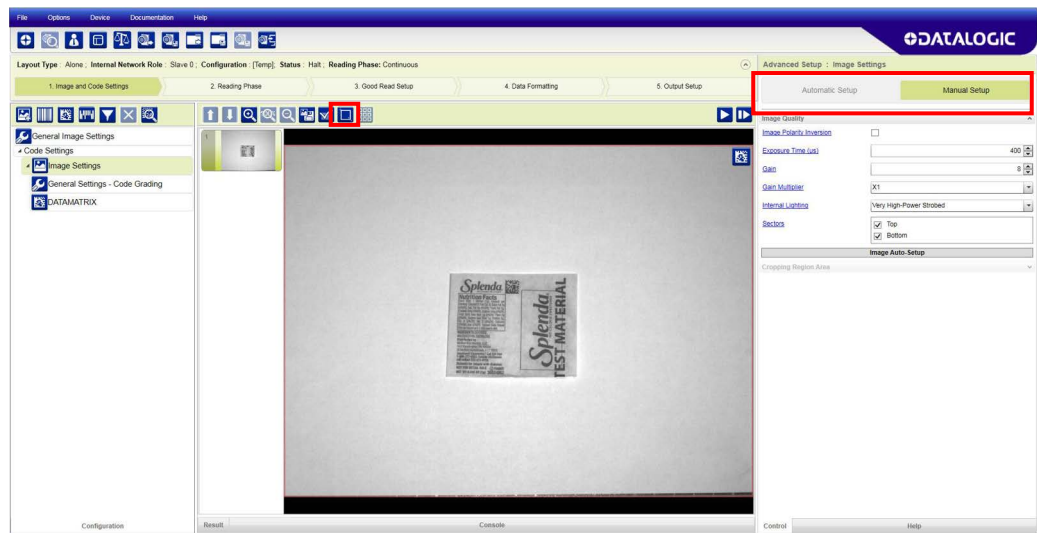 File Options Device Documentation Help
DATALOGIC
Layout Type : Alone ; Internal Network Role : Slave 0 ; Configuration : [Temp]; Status : Halt ; Reading Phase: Continuous
1. Image and Code Settings 2. Reading Phase 3. Good Read Setup 4. Data Formatting 5. Output Setup
General Image Settings
Code Settings
Image Settings
General Settings - Code Grading
DATAMATRIX
Configuration
1
Splenda
Nutrition Facts
Splenda
TEST MATERIAL
Result Console
Advanced Setup : Image Settings
Automatic Setup Manual Setup
Image Quality
Image Polarity Inversion
Exposure Time (us) 400
Gain 8
Gain Multiplier X1
Internal Lighting Very High-Power Strobed
Sectors Top
Bottom
Image Auto-Setup
Cropping Region Area
Control Help